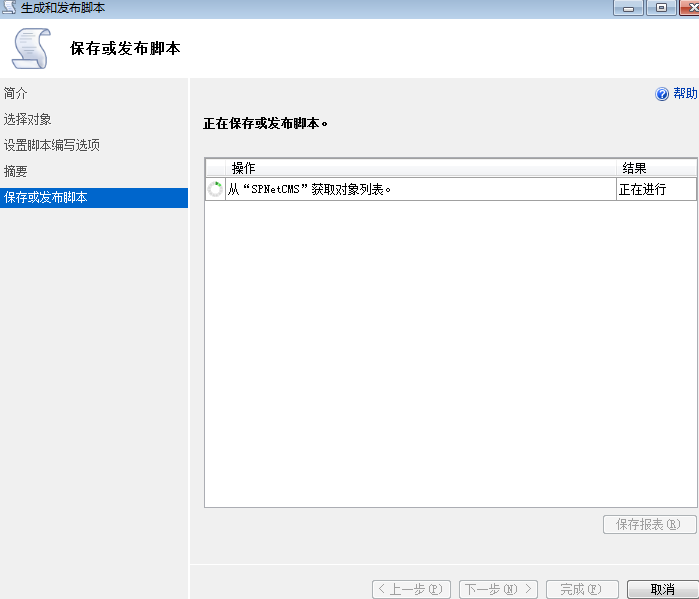 生成和发布脚本
保存或发布脚本
简介
选择对象
设置脚本编写选项
摘要
保存或发布脚本
帮助
正在保存或发布脚本。
操作 结果
从“SPNetCMS”获取对象列表。 正在进行
保存报表(R)
< 上一步(P) 下一步(N) > 完成(F) 取消